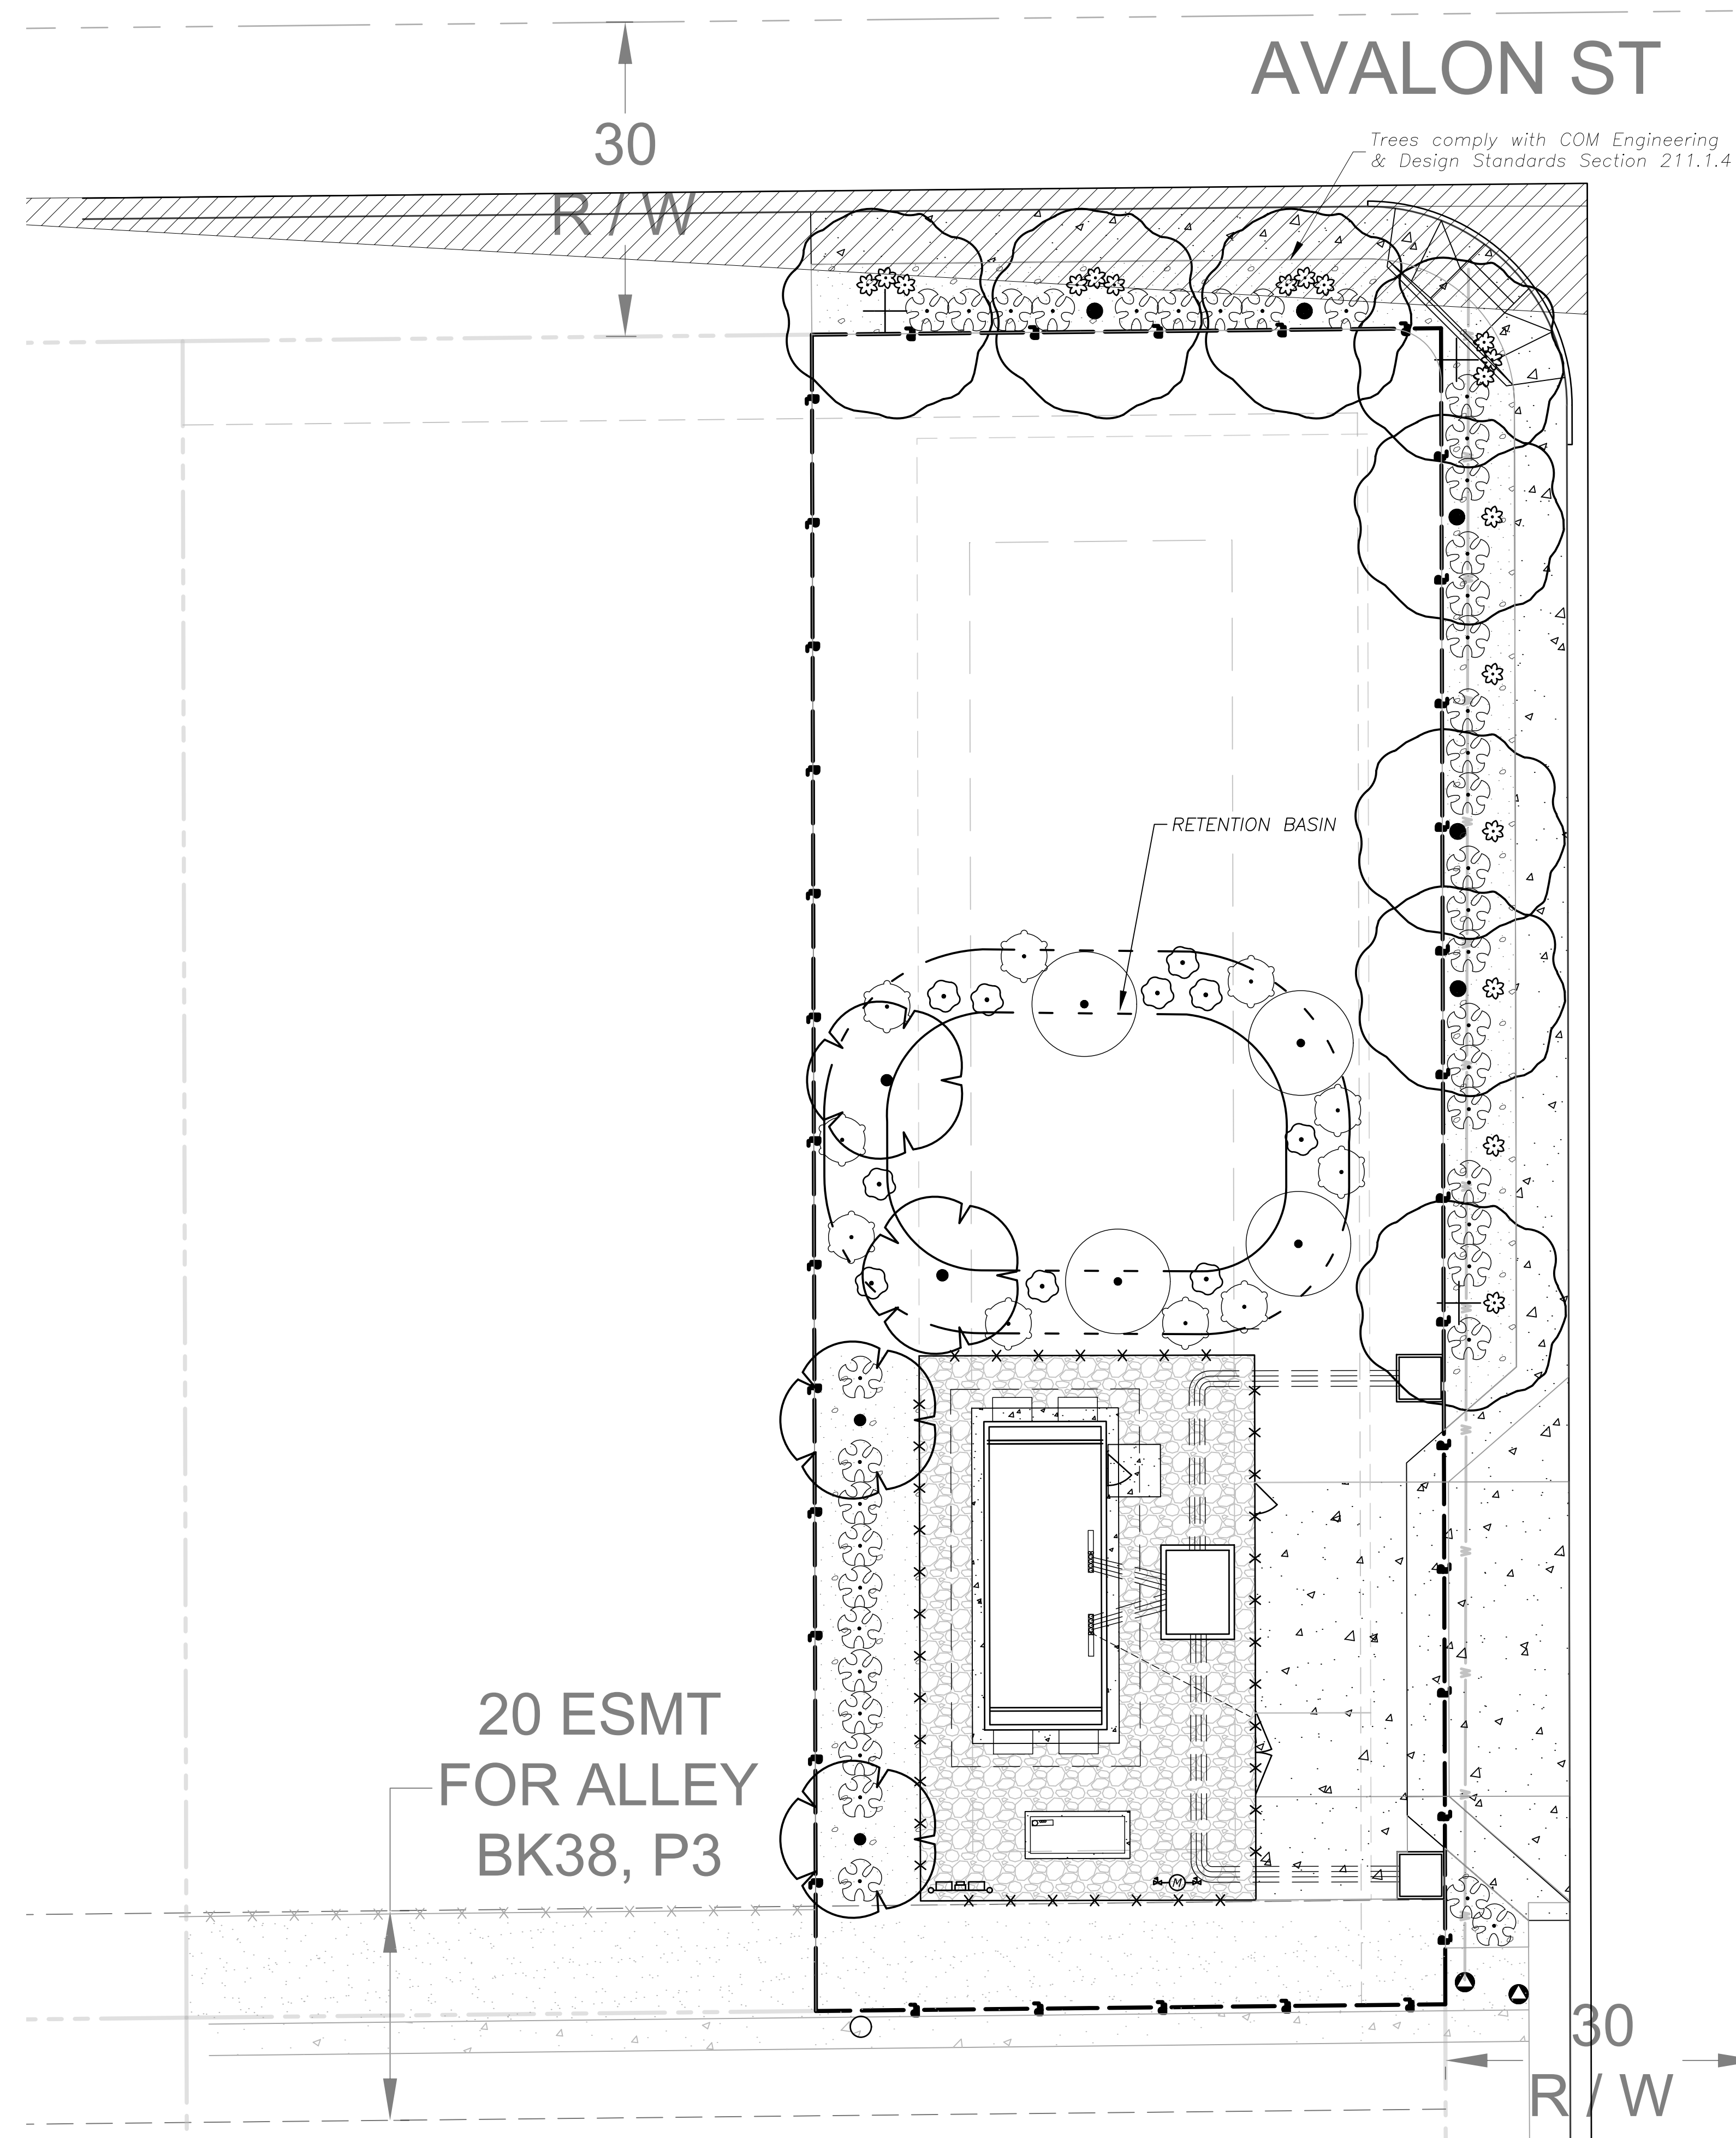 AVALON ST
30
R / W
Trees comply with COM Engineering
& Design Standards Section 211.1.4
RETENTION BASIN
W
W
W
W
W
W
W
W
W
20 ESMT
FOR ALLEY
BK38, P3
M
30
R / W